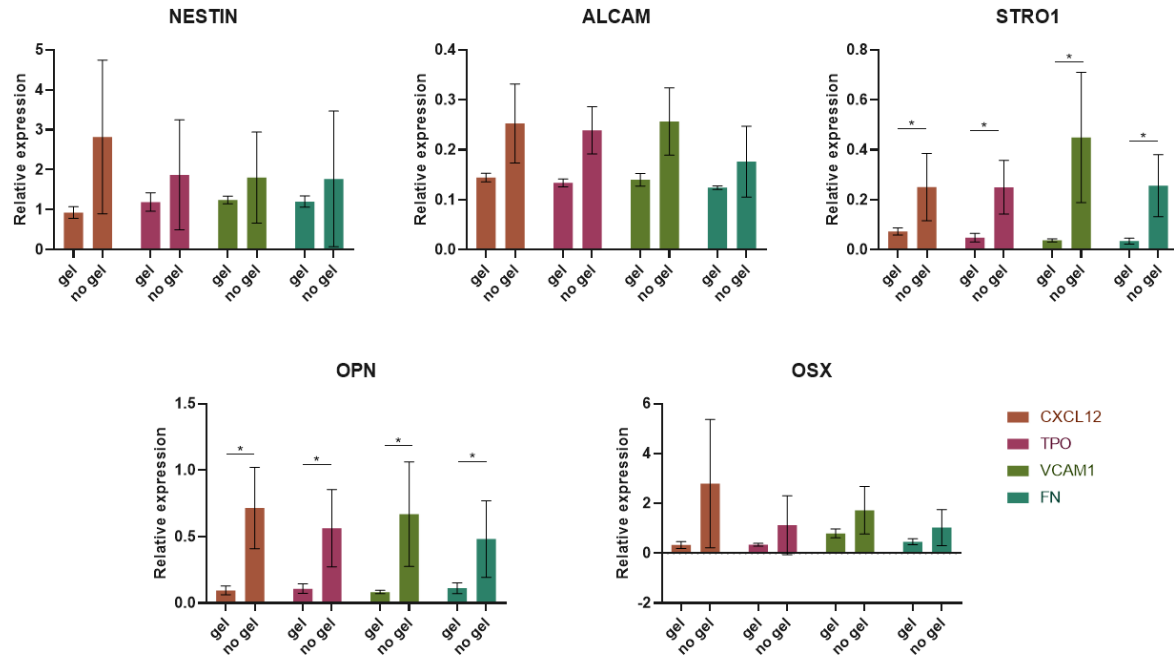 NESTIN
Relative expression
5
4
3
2
1
0
gel
no gel
gel
no gel
gel
no gel
gel
no gel
ALCAM
Relative expression
0.4
0.3
0.2
0.1
0.0
gel
no gel
gel
no gel
gel
no gel
gel
no gel
STRO1
Relative expression
0.8
0.6
0.4
0.2
0.0
*
*
*
*
gel
no gel
gel
no gel
gel
no gel
gel
no gel
OPN
Relative expression
1.5
1.0
0.5
0.0
*
*
*
*
gel
no gel
gel
no gel
gel
no gel
gel
no gel
OSX
Relative expression
6
4
2
0
-2
gel
no gel
gel
no gel
gel
no gel
gel
no gel
CXCL12
TPO
VCAM1
FN